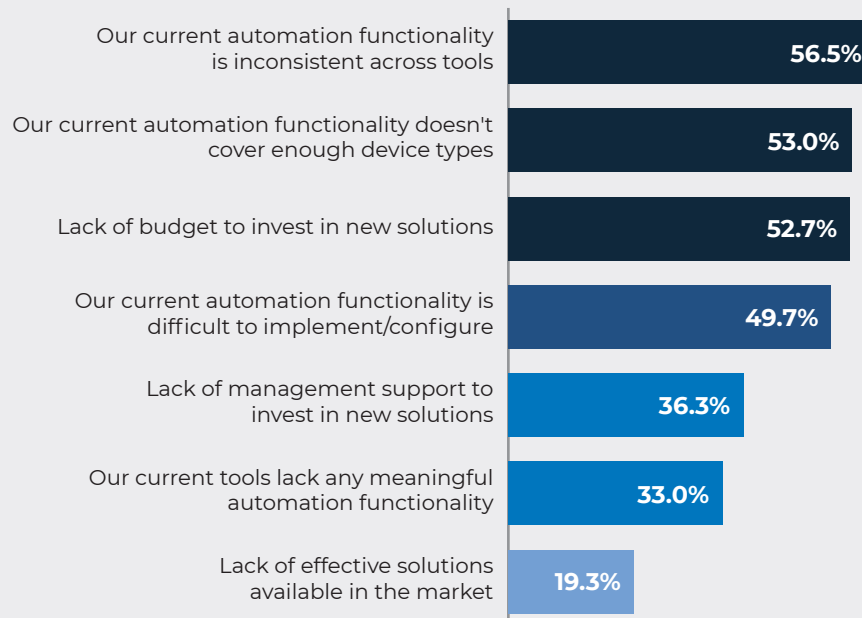 Our current automation functionality
is inconsistent across tools
56.5%
Our current automation functionality doesn't
cover enough device types
53.0%
Lack of budget to invest in new solutions
52.7%
Our current automation functionality is
difficult to implement/configure
49.7%
Lack of management support to
invest in new solutions
36.3%
Our current tools lack any meaningful
automation functionality
33.0%
Lack of effective solutions
available in the market
19.3%